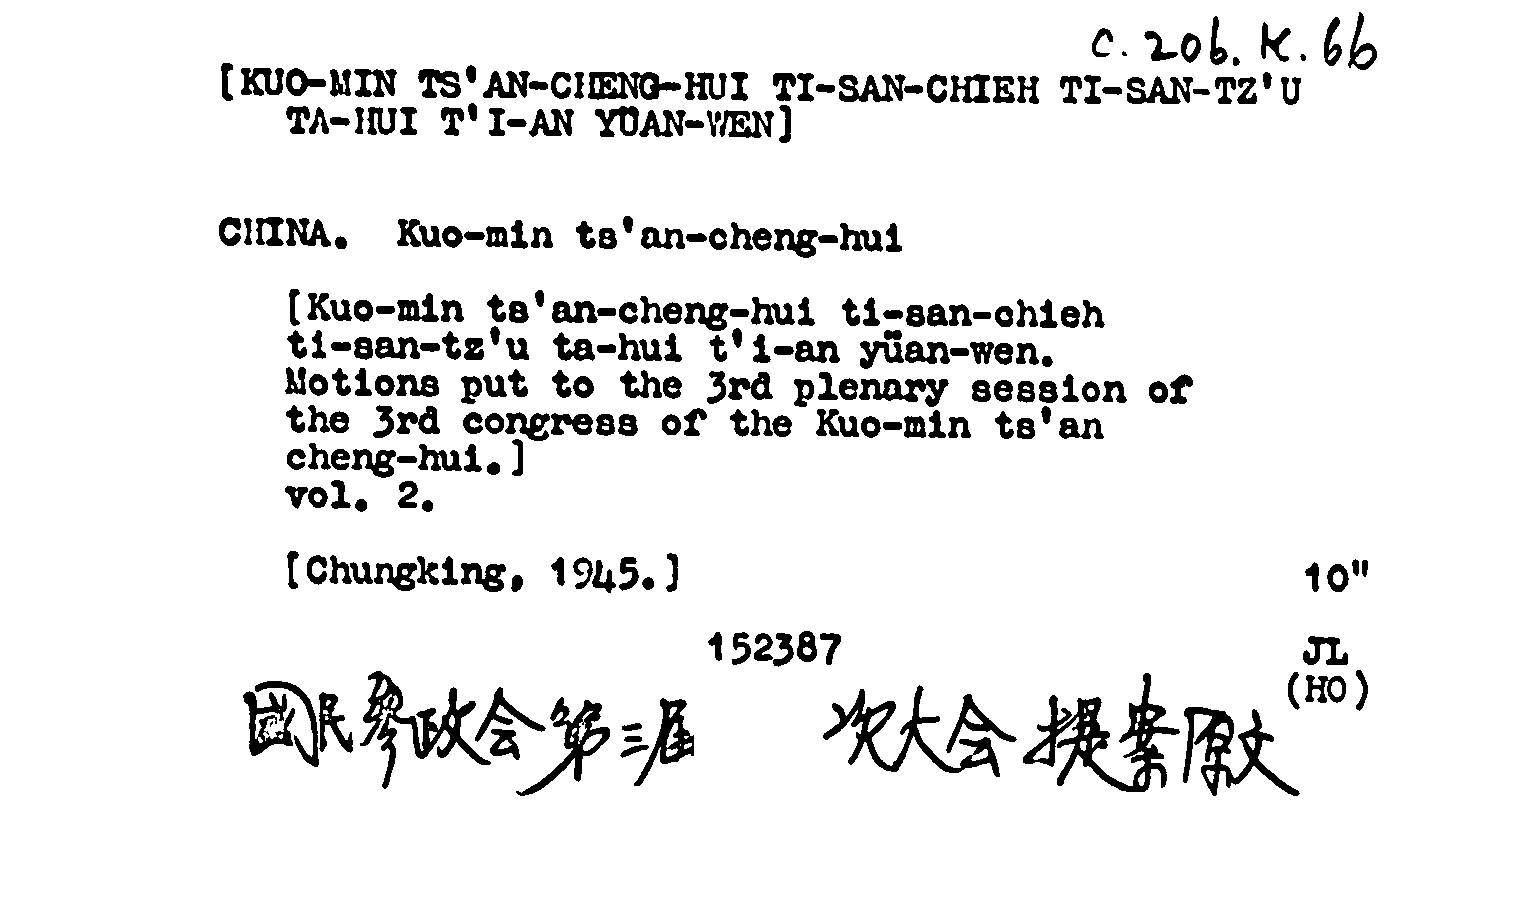 C. 206. K. 66
[KUO-MIN TS'AN-CHENG-HUI TI-SAN-CHIEH TI-SAN-TZ'U
TA-HUI T'I-AN YÜAN-WEN]
CHINA. Kuo-min ts'an-cheng-hui
[Kuo-min ts'an-cheng-hui ti-san-chieh
ti-san-tz'u ta-hui t'i-an yüan-wen.
Motions put to the 3rd plenary session of
the 3rd congress of the Kuo-min ts'an
cheng-hui.]
vol. 2.
[Chungking, 1945.] 10"
152387 JL
(HO)
國民參政会第三屆 次大会提案原文